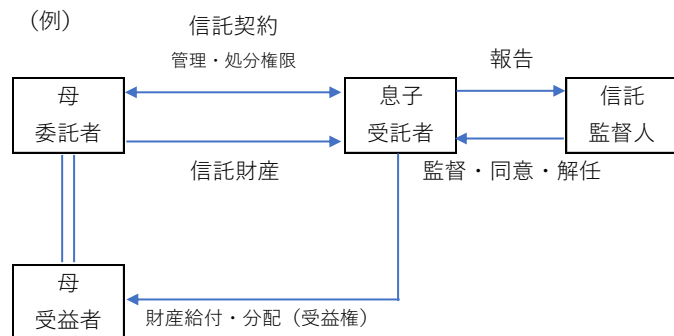 （例）
信託契約
管理・処分権限
報告
母
委託者
息子
受託者
信託
監督人
信託財産
監督・同意・解任
母
受益者
財産給付・分配（受益権）